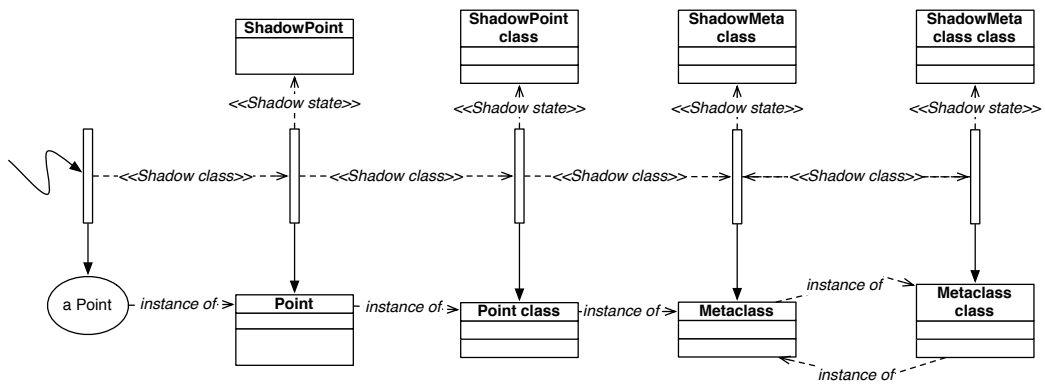 ShadowPoint
ShadowPoint
class
ShadowMeta
class
ShadowMeta
class class
<<Shadow state>>
<<Shadow state>>
<<Shadow state>>
<<Shadow state>>
<<Shadow class>>
<<Shadow class>>
<<Shadow class>>
<<Shadow class>>
a Point
instance of
Point
instance of
Point class
instance of
Metaclass
instance of
Metaclass
class
instance of